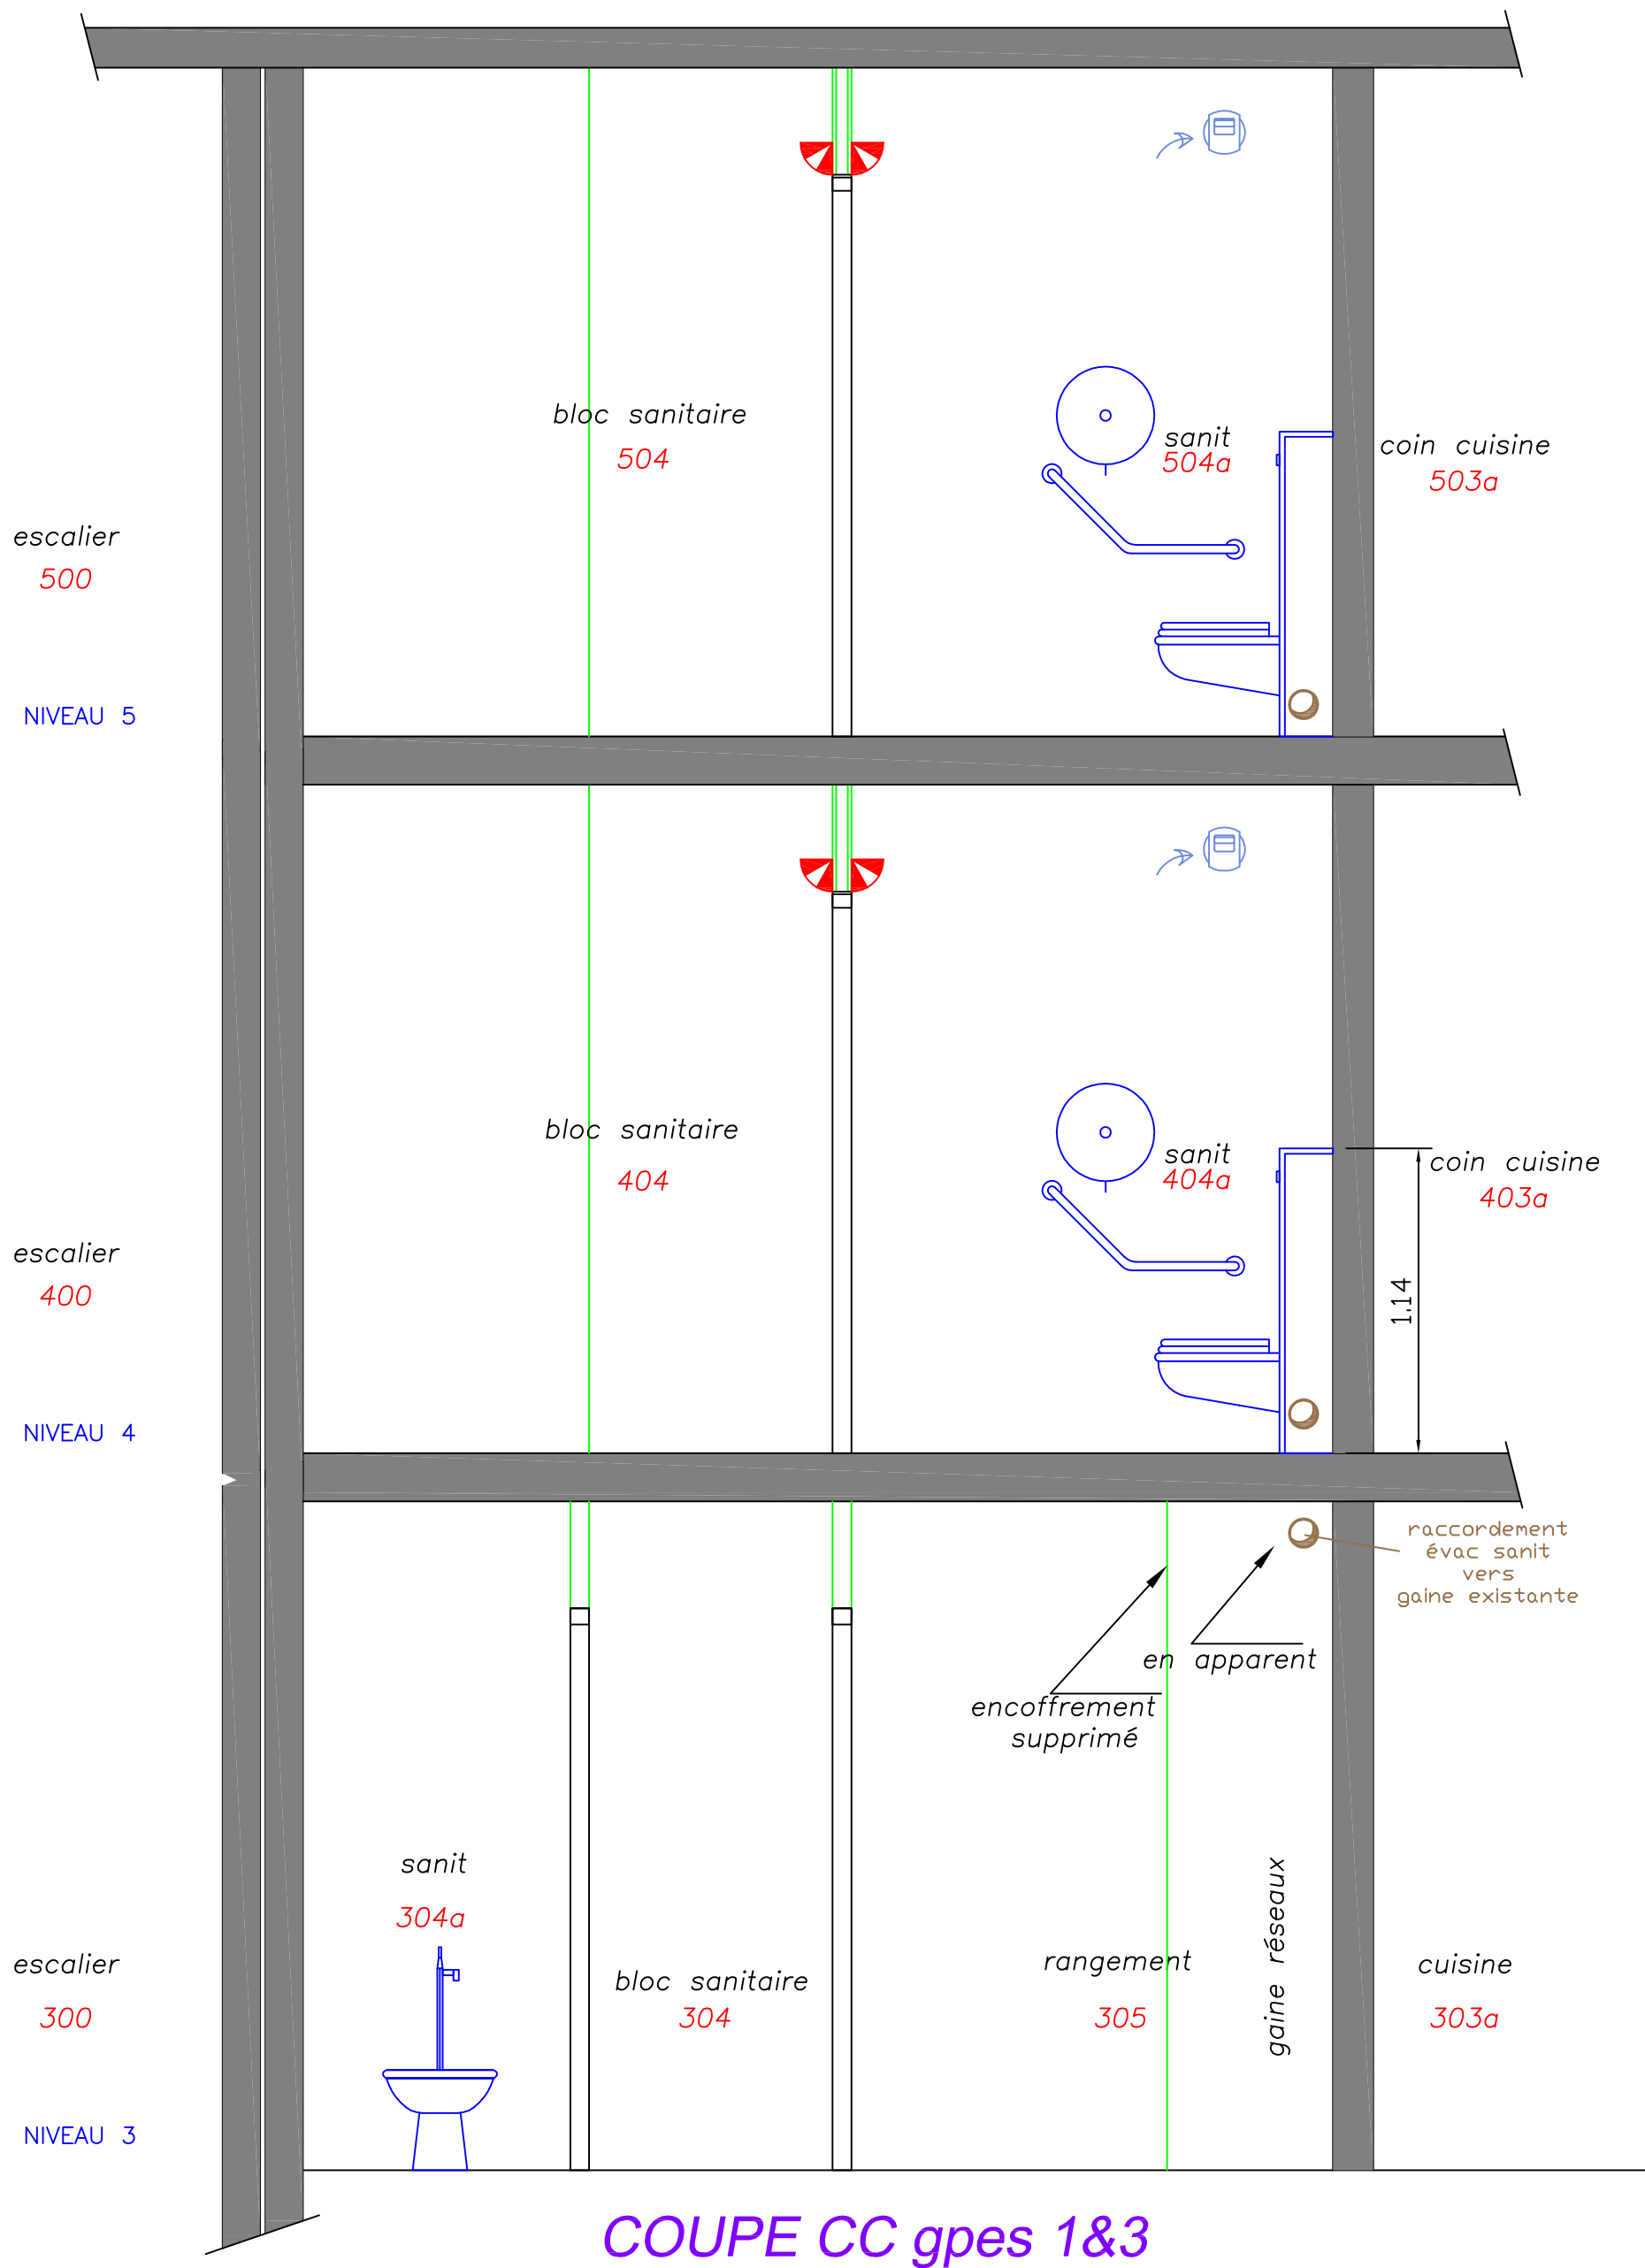 bloc sanitaire
504
sanit
504a
coin cuisine
503a
escalier
500
NIVEAU 5
bloc sanitaire
404
sanit
404a
coin cuisine
403a
escalier
400
1.14
NIVEAU 4
raccordement
évac sanit
vers
gaine existante
en apparent
encoffrement
supprimé
sanit
304a
escalier
300
bloc sanitaire
304
rangement
305
gaine réseaux
cuisine
303a
NIVEAU 3
COUPE CC gpes 1&3